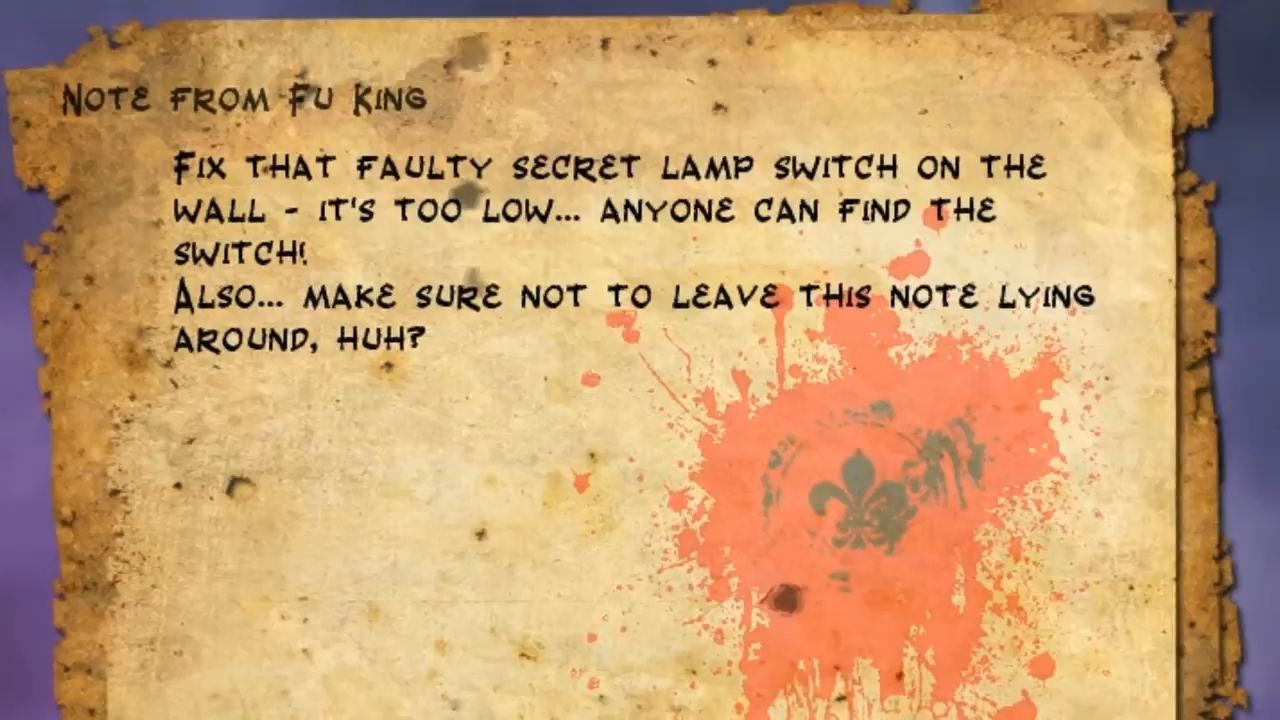 Note from Fu King
Fix that faulty secret lamp switch on the
wall - it's too low... anyone can find the
switch!
Also... make sure not to leave this note lying
around, huh?